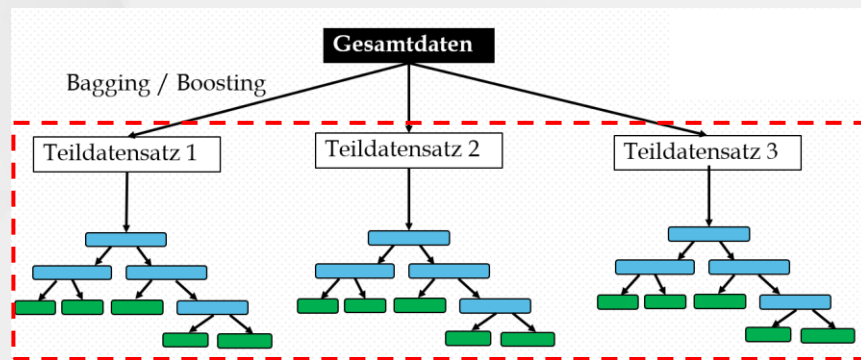 Gesamtdaten
Bagging / Boosting
Teildatensatz 1
Teildatensatz 2
Teildatensatz 3